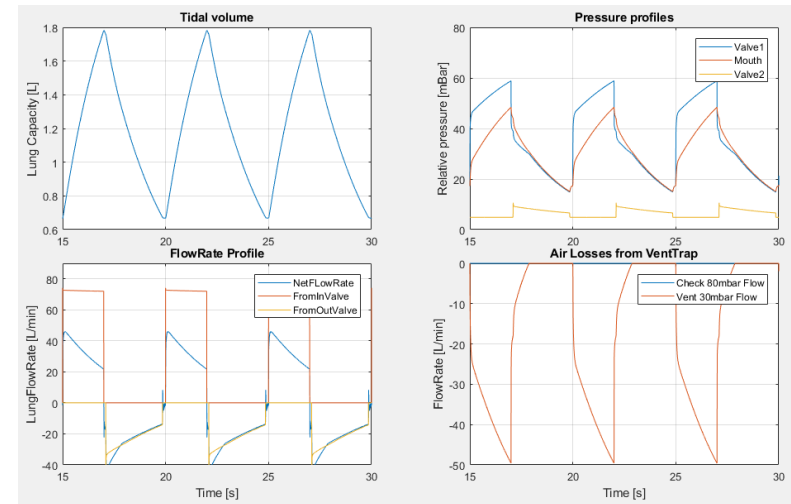 Tidal volume
Lung Capacity [L]
1.8
1.6
1.4
1.2
1
0.8
0.6
15
20
25
30
Pressure profiles
Relative pressure [mBar]
80
60
40
20
0
Valve1
Mouth
Valve2
15
20
25
30
FlowRate Profile
LungFlowRate [L/min]
80
60
40
20
0
-20
-40
NetFLowRate
FromInValve
FromOutValve
15
20
25
30
Time [s]
Air Losses from VentTrap
FlowRate [L/min]
0
-10
-20
-30
-40
-50
Check 80mbar Flow
Vent 30mbar Flow
15
20
25
30
Time [s]